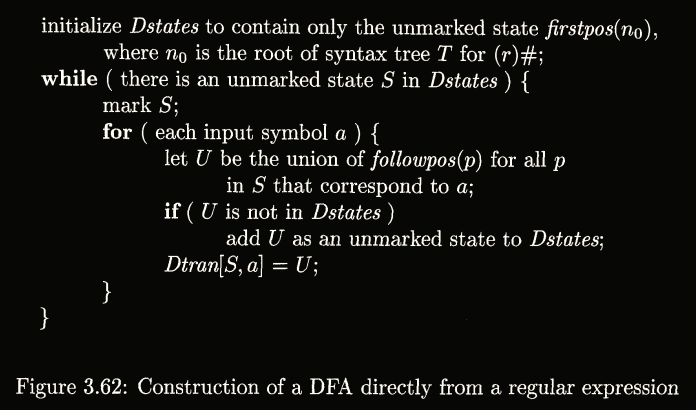 initialize Dstates to contain only the unmarked state firstpos(n₀),
where n₀ is the root of syntax tree T for (r)#;
while ( there is an unmarked state S in Dstates ) {
mark S;
for ( each input symbol a ) {
let U be the union of followpos(p) for all p
in S that correspond to a;
if ( U is not in Dstates )
add U as an unmarked state to Dstates;
Dtran[S, a] = U;
}
}
Figure 3.62: Construction of a DFA directly from a regular expression